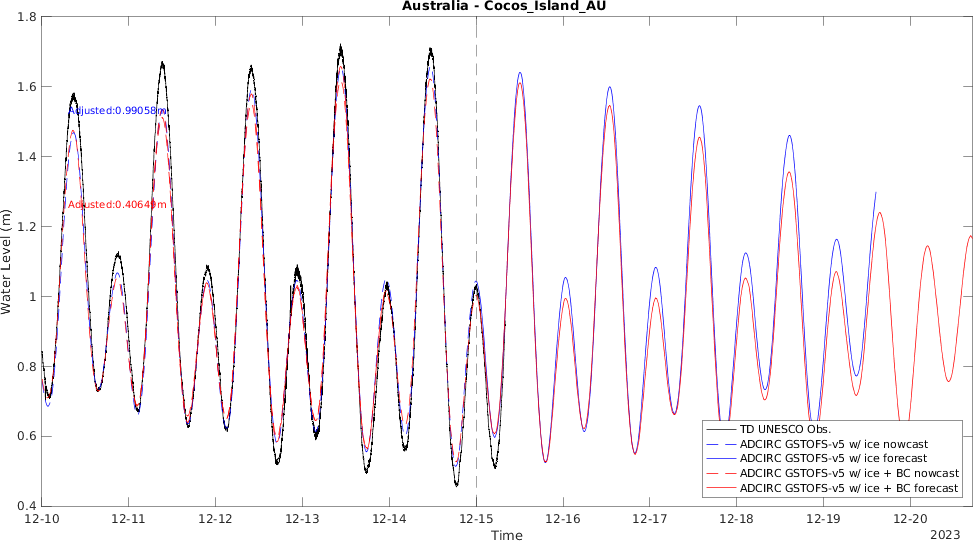 Australia - Cocos_Island_AU
1.8
1.6
1.4
1.2
1
0.8
0.6
0.4
Water Level (m)
Adjusted:0.99058m
Adjusted:0.40649m
TD UNESCO Obs.
ADCIRC GSTOFS-v5 w/ ice nowcast
ADCIRC GSTOFS-v5 w/ ice forecast
ADCIRC GSTOFS-v5 w/ ice + BC nowcast
ADCIRC GSTOFS-v5 w/ ice + BC forecast
12-10 12-11 12-12 12-13 12-14 12-15 12-16 12-17 12-18 12-19 12-20
Time
2023